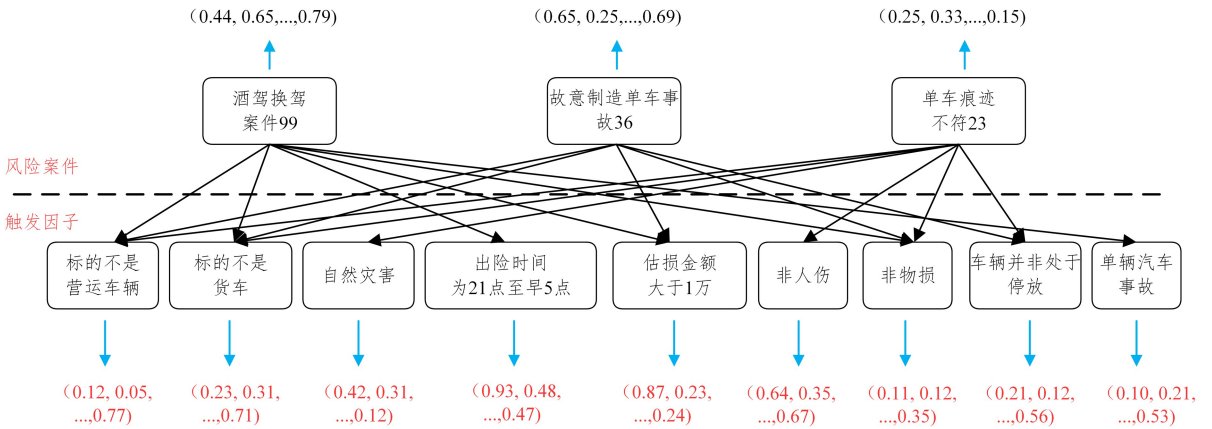 （0.44, 0.65,...,0.79)
（0.65, 0.25,...,0.69)
（0.25, 0.33,...,0.15)
酒驾换驾
案件99
故意制造单车事
故36
单车痕迹
不符23
风险案件
触发因子
标的不是
营运车辆
标的不是
货车
自然灾害
出险时间
为21点至早5点
估损金额
大于1万
非人伤
非物损
车辆并非处于
停放
单辆汽车
事故
（0.12, 0.05,
...,0.77)
（0.23, 0.31,
...,0.71)
（0.42, 0.31,
...,0.12)
（0.93, 0.48,
...,0.47)
（0.87, 0.23,
...,0.24)
（0.64, 0.35,
...,0.67)
（0.11, 0.12,
...,0.35)
（0.21, 0.12,
...,0.56)
（0.10, 0.21,
...,0.53)